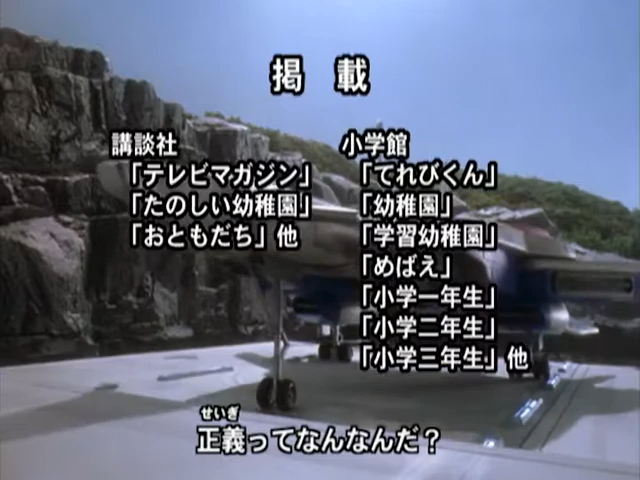 掲　載
講談社
「テレビマガジン」
「たのしい幼稚園」
「おともだち」他
小学館
「てれびくん」
「幼稚園」
「学習幼稚園」
「めばえ」
「小学一年生」
「小学二年生」
「小学三年生」他
せいぎ
正義ってなんなんだ？